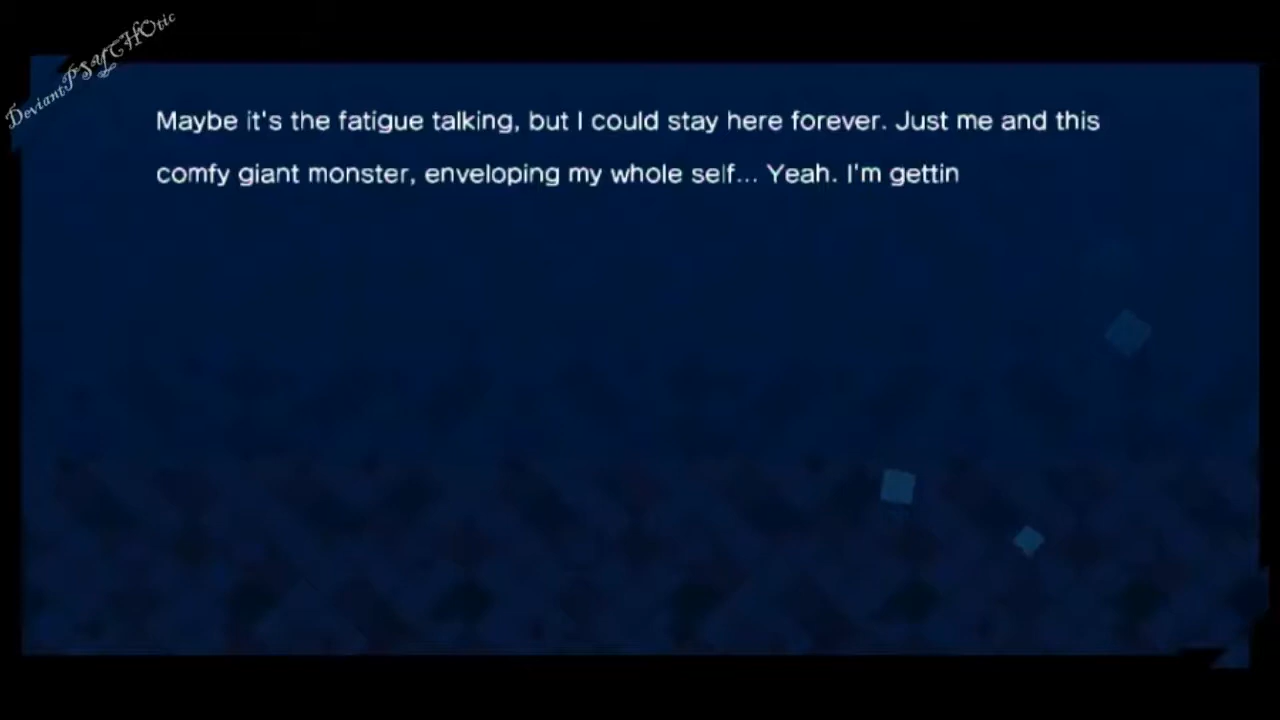 DeviantPSYCHOtic
Maybe it's the fatigue talking, but I could stay here forever. Just me and this
comfy giant monster, enveloping my whole self... Yeah. I'm gettin